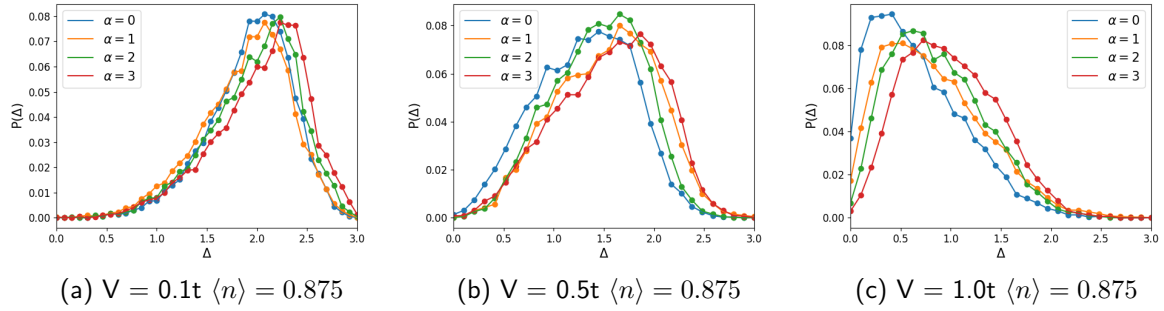 0.08
0.07
0.06
0.05
0.04
0.03
0.02
0.01
0.00
P(Δ)
α = 0
α = 1
α = 2
α = 3
0.0 0.5 1.0 1.5 2.0 2.5 3.0
Δ
(a) V = 0.1t ⟨n⟩ = 0.875
0.08
0.06
0.04
0.02
0.00
P(Δ)
α = 0
α = 1
α = 2
α = 3
0.0 0.5 1.0 1.5 2.0 2.5 3.0
Δ
(b) V = 0.5t ⟨n⟩ = 0.875
0.08
0.06
0.04
0.02
0.00
P(Δ)
α = 0
α = 1
α = 2
α = 3
0.0 0.5 1.0 1.5 2.0 2.5 3.0
Δ
(c) V = 1.0t ⟨n⟩ = 0.875